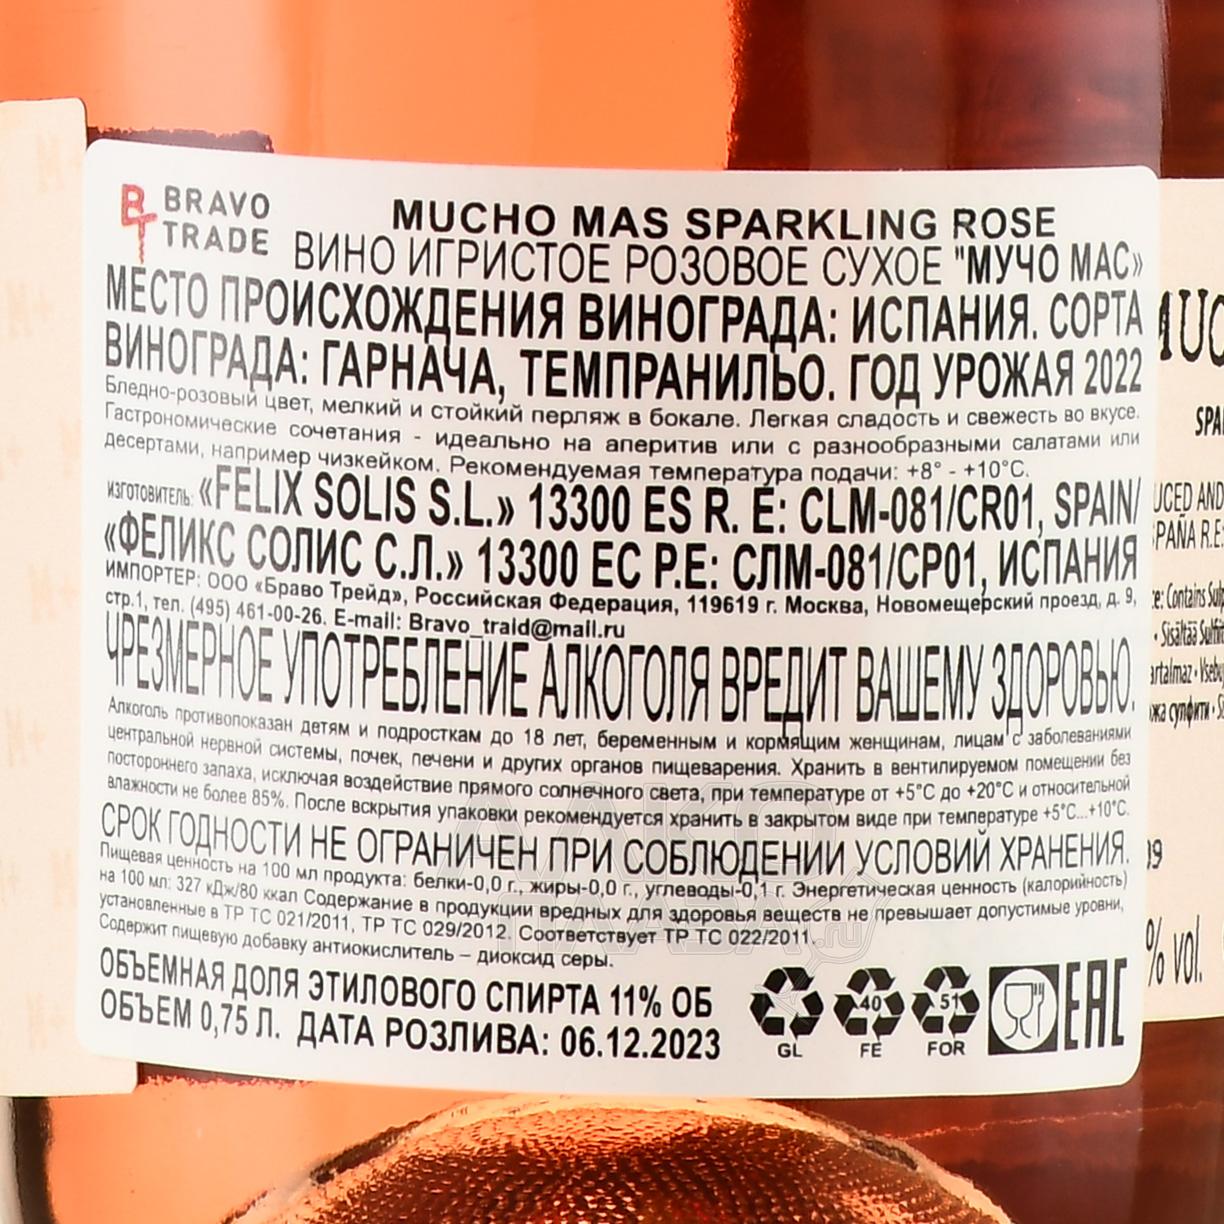 BRAVO
TRADE
MUCHO MAS SPARKLING ROSE
ВИНО ИГРИСТОЕ РОЗОВОЕ СУХОЕ "МУЧО МАС»
МЕСТО ПРОИСХОЖДЕНИЯ ВИНОГРАДА: ИСПАНИЯ. СОРТА
ВИНОГРАДА: ГАРНАЧА, ТЕМПРАНИЛЬО. ГОД УРОЖАЯ 2022
Бледно-розовый цвет, мелкий и стойкий перляж в бокале. Легкая сладость и свежесть во вкусе.
Гастрономические сочетания - идеально на аперитив или с разнообразными салатами или
десертами, например чизкейком. Рекомендуемая температура подачи: +8° - +10°С.
ИЗГОТОВИТЕЛЬ: «FELIX SOLIS S.L.» 13300 ES R. E: CLM-081/CR01, SPAIN/
«ФЕЛИКС СОЛИС С.Л.» 13300 ЕС Р.Е: СЛМ-081/СР01, ИСПАНИЯ
ИМПОРТЕР: ООО «Браво Трейд», Российская Федерация, 119619 г. Москва, Новомещерский проезд, д. 9,
стр.1, тел. (495) 461-00-26. E-mail: Bravo_trald@mail.ru
ЧРЕЗМЕРНОЕ УПОТРЕБЛЕНИЕ АЛКОГОЛЯ ВРЕДИТ ВАШЕМУ ЗДОРОВЬЮ.
Алкоголь противопоказан детям и подросткам до 18 лет, беременным и кормящим женщинам, лицам с заболеваниями
центральной нервной системы, почек, печени и других органов пищеварения. Хранить в вентилируемом помещении без
постороннего запаха, исключая воздействие прямого солнечного света, при температуре от +5°С до +20°С и относительной
влажности не более 85%. После вскрытия упаковки рекомендуется хранить в закрытом виде при температуре +5°С...+10°С.
СРОК ГОДНОСТИ НЕ ОГРАНИЧЕН ПРИ СОБЛЮДЕНИИ УСЛОВИЙ ХРАНЕНИЯ.
Пищевая ценность на 100 мл продукта: белки-0,0 г., жиры-0,0 г., углеводы-0,1 г. Энергетическая ценность (калорийность)
на 100 мл: 327 кДж/80 ккал Содержание в продукции вредных для здоровья веществ не превышает допустимые уровни,
установленные в ТР ТС 021/2011, ТР ТС 029/2012. Соответствует ТР ТС 022/2011.
Содержит пищевую добавку антиокислитель – диоксид серы.
ОБЪЕМНАЯ ДОЛЯ ЭТИЛОВОГО СПИРТА 11% ОБ
ОБЪЕМ 0,75 Л. ДАТА РОЗЛИВА: 06.12.2023
40 51
GL FE FOR
EAC
% vol.